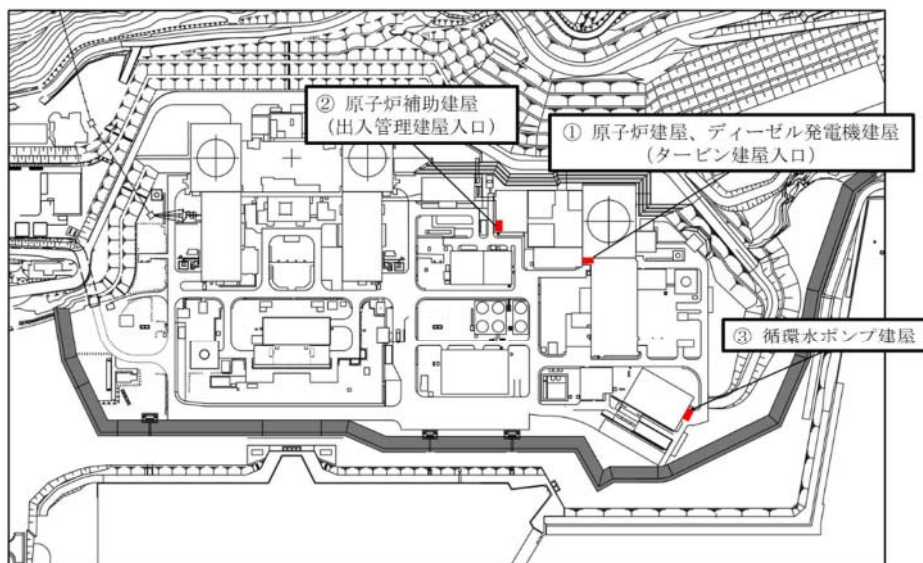 ② 原子炉補助建屋
(出入管理建屋入口)
① 原子炉建屋、ディーゼル発電機建屋
(タービン建屋入口)
③ 循環水ポンプ建屋